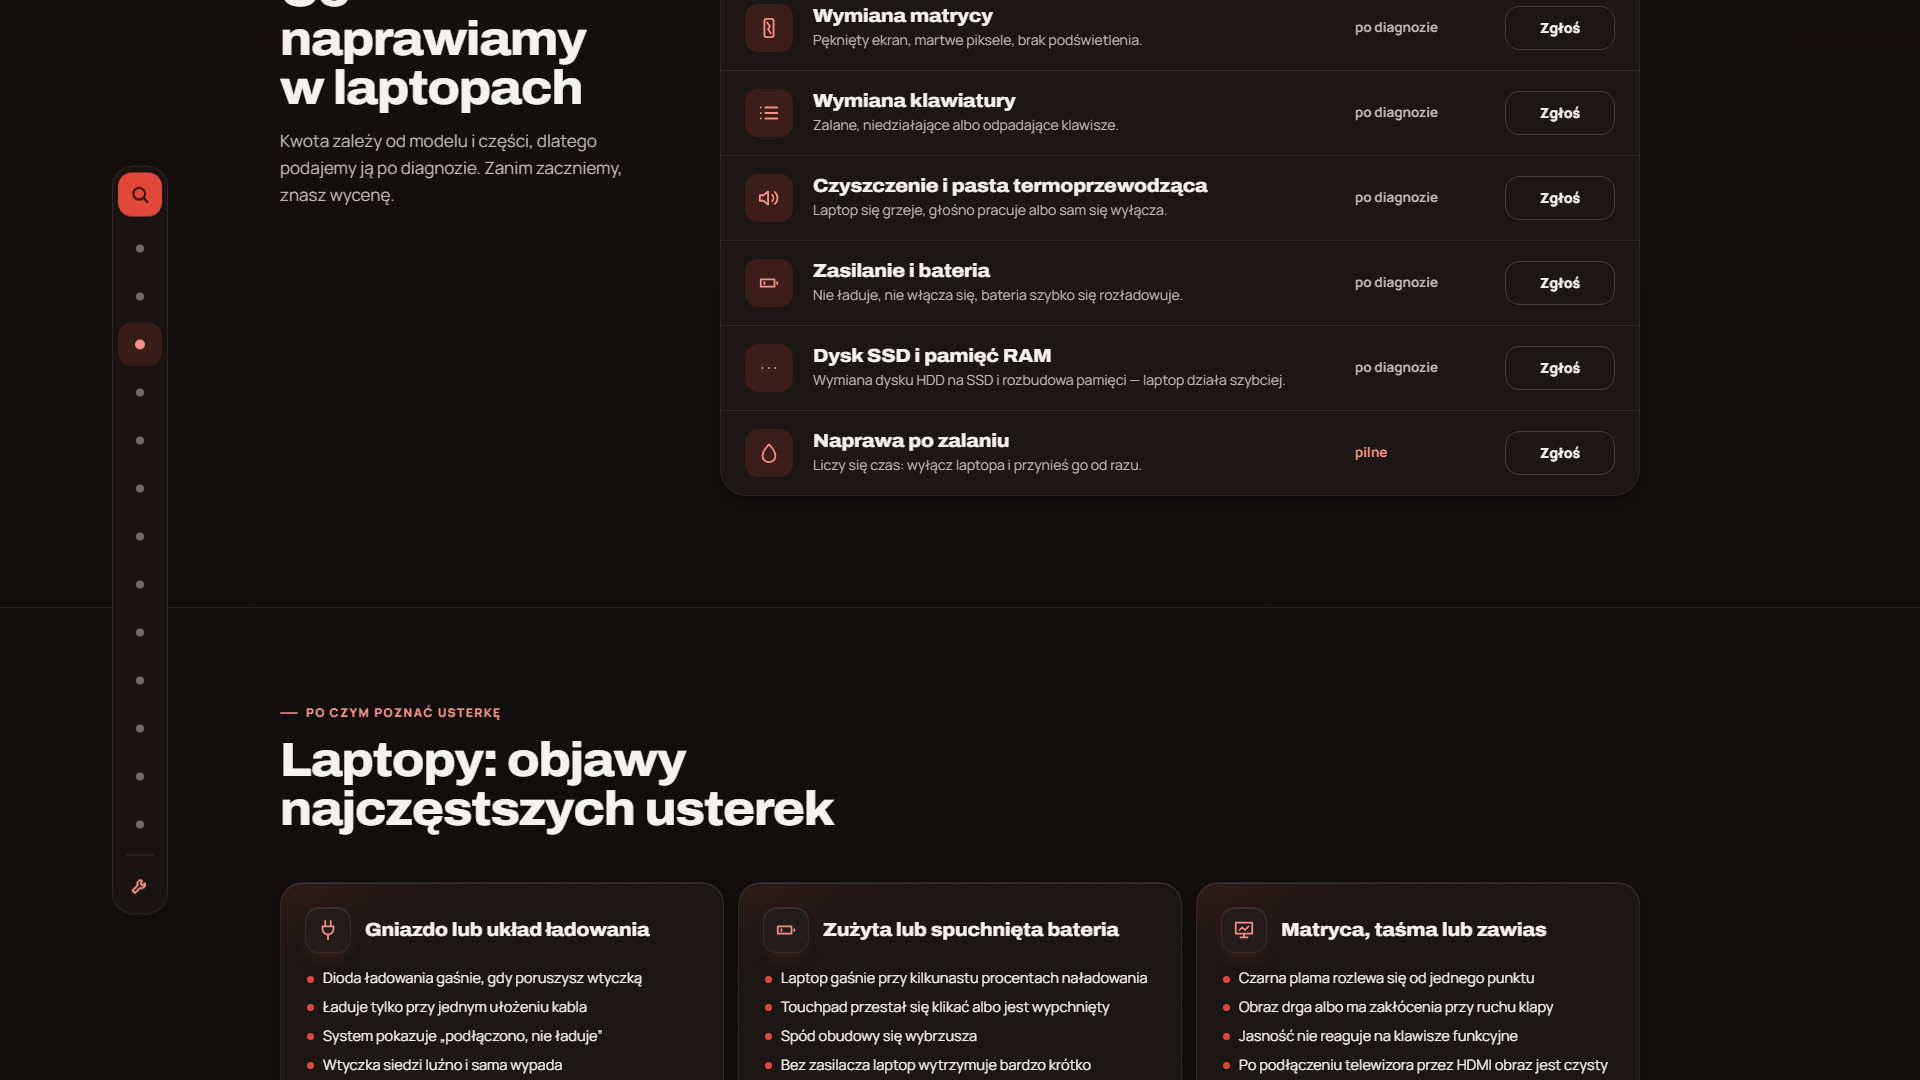 naprawiamy
w laptopach
Kwota zależy od modelu i części, dlatego
podajemy ją po diagnozie. Zanim zaczniemy,
znasz wycenę.
Wymiana matrycy
Pęknięty ekran, martwe piksele, brak podświetlenia.
po diagnozie
Zgłoś
Wymiana klawiatury
Zalane, niedziałające albo odpadające klawisze.
po diagnozie
Zgłoś
Czyszczenie i pasta termoprzewodząca
Laptop się grzeje, głośno pracuje albo sam się wyłącza.
po diagnozie
Zgłoś
Zasilanie i bateria
Nie ładuje, nie włącza się, bateria szybko się rozładowuje.
po diagnozie
Zgłoś
Dysk SSD i pamięć RAM
Wymiana dysku HDD na SSD i rozbudowa pamięci — laptop działa szybciej.
po diagnozie
Zgłoś
Naprawa po zalaniu
Liczy się czas: wyłącz laptopa i przynieś go od razu.
pilne
Zgłoś
PO CZYM POZNAĆ USTERKĘ
Laptopy: objawy
najczęstszych usterek
Gniazdo lub układ ładowania
Dioda ładowania gaśnie, gdy poruszysz wtyczką
Ładuje tylko przy jednym ułożeniu kabla
System pokazuje „podłączono, nie ładuje”
Wtyczka siedzi luźno i sama wypada
Zużyta lub spuchnięta bateria
Laptop gaśnie przy kilkunastu procentach naładowania
Touchpad przestał się klikać albo jest wypchnięty
Spód obudowy się wybrzusza
Bez zasilacza laptop wytrzymuje bardzo krótko
Matryca, taśma lub zawias
Czarna plama rozlewa się od jednego punktu
Obraz drga albo ma zakłócenia przy ruchu klapy
Jasność nie reaguje na klawisze funkcyjne
Po podłączeniu telewizora przez HDMI obraz jest czysty